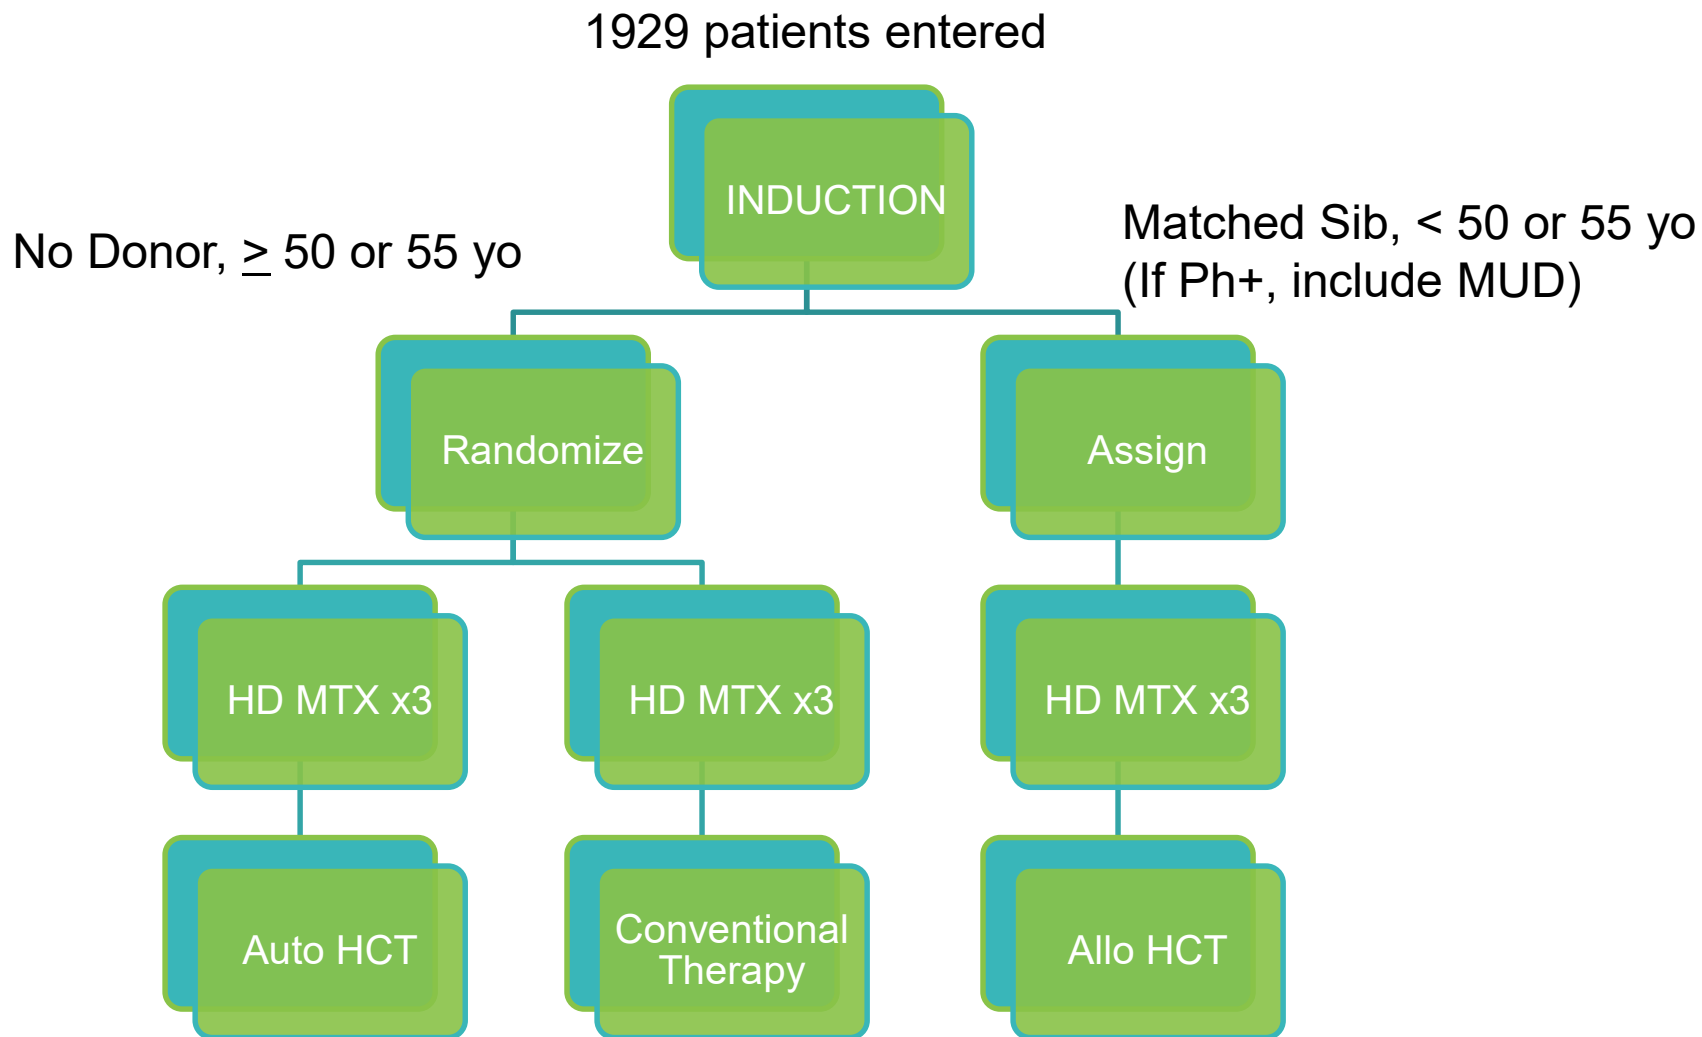 1929 patients entered
INDUCTION
No Donor, ≥ 50 or 55 yo
Matched Sib, < 50 or 55 yo
(If Ph+, include MUD)
Randomize
Assign
HD MTX x3
HD MTX x3
HD MTX x3
Auto HCT
Conventional
Therapy
Allo HCT